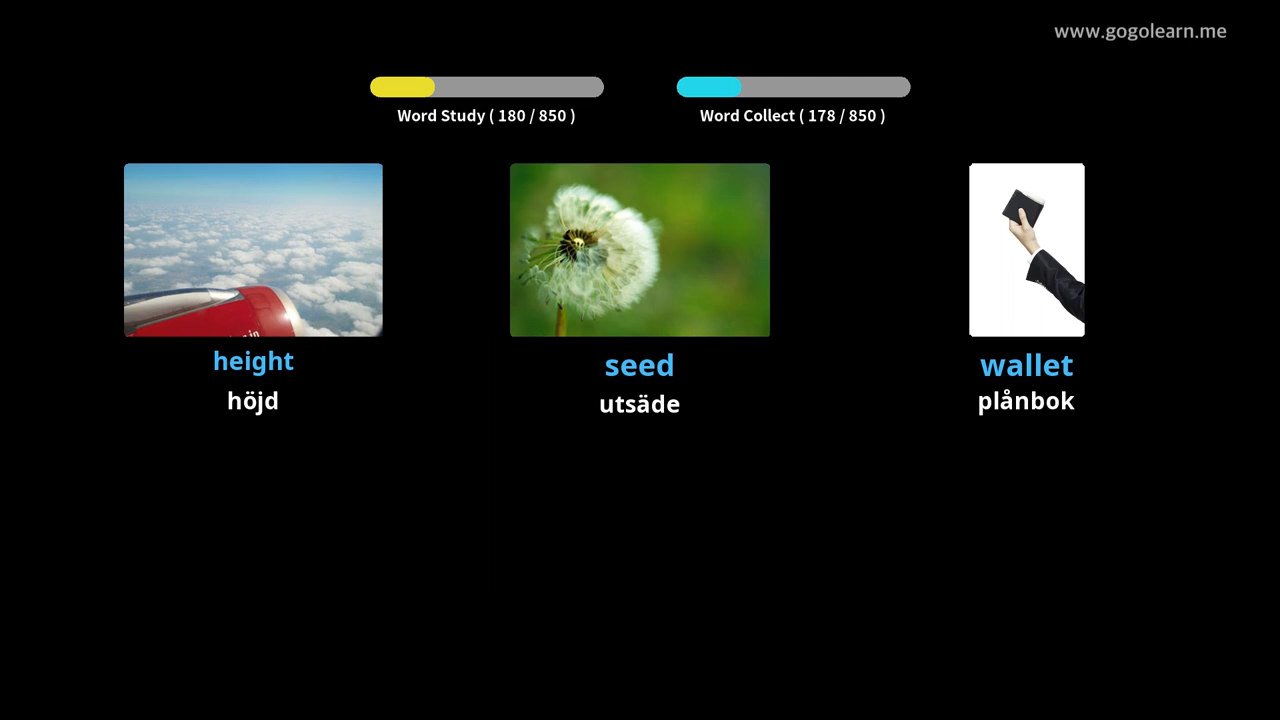 www.gogolearn.me
Word Study ( 180 / 850 )
Word Collect ( 178 / 850 )
height
höjd
seed
utsäde
wallet
plånbok